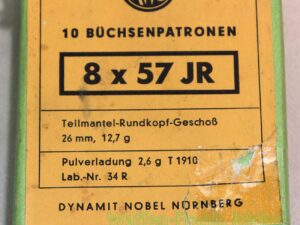 10 BÜCHSENPATRONEN
8 x 57 JR
Teilmantel-Rundkopf-Geschoß
26 mm, 12,7 g
Pulverladung 2,6 g T 1910
Lab.-Nr. 34 R
DYNAMIT NOBEL NÜRNBERG